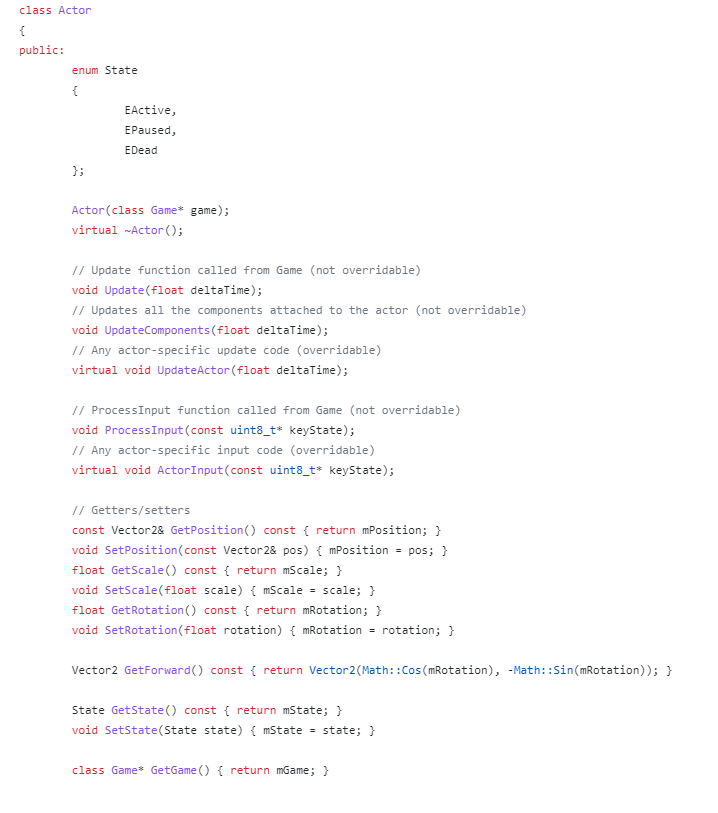 class Actor
{
public:
enum State
{
EActive,
EPaused,
EDead
};
Actor(class Game* game);
virtual ~Actor();
// Update function called from Game (not overridable)
void Update(float deltaTime);
// Updates all the components attached to the actor (not overridable)
void UpdateComponents(float deltaTime);
// Any actor-specific update code (overridable)
virtual void UpdateActor(float deltaTime);
// ProcessInput function called from Game (not overridable)
void ProcessInput(const uint8_t* keyState);
// Any actor-specific input code (overridable)
virtual void ActorInput(const uint8_t* keyState);
// Getters/setters
const Vector2& GetPosition() const { return mPosition; }
void SetPosition(const Vector2& pos) { mPosition = pos; }
float GetScale() const { return mScale; }
void SetScale(float scale) { mScale = scale; }
float GetRotation() const { return mRotation; }
void SetRotation(float rotation) { mRotation = rotation; }
Vector2 GetForward() const { return Vector2(Math::Cos(mRotation), -Math::Sin(mRotation)); }
State GetState() const { return mState; }
void SetState(State state) { mState = state; }
class Game* GetGame() { return mGame; }